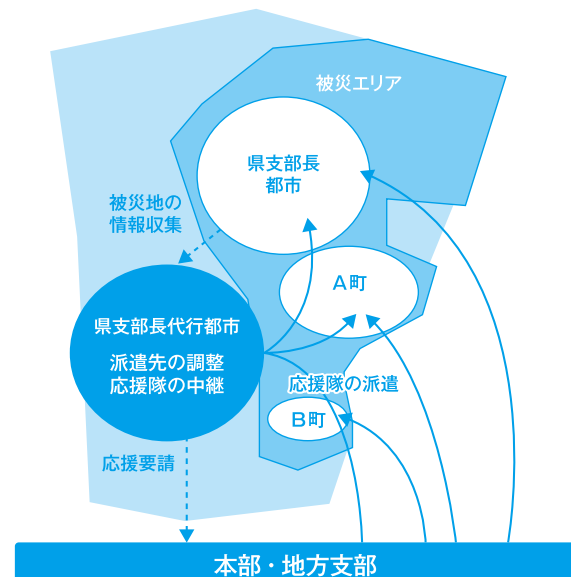 被災エリア
県支部長
都市
被災地の
情報収集
A町
県支部長代行都市
派遣先の調整
応援隊の中継
応援隊の派遣
B町
応援要請
本部・地方支部